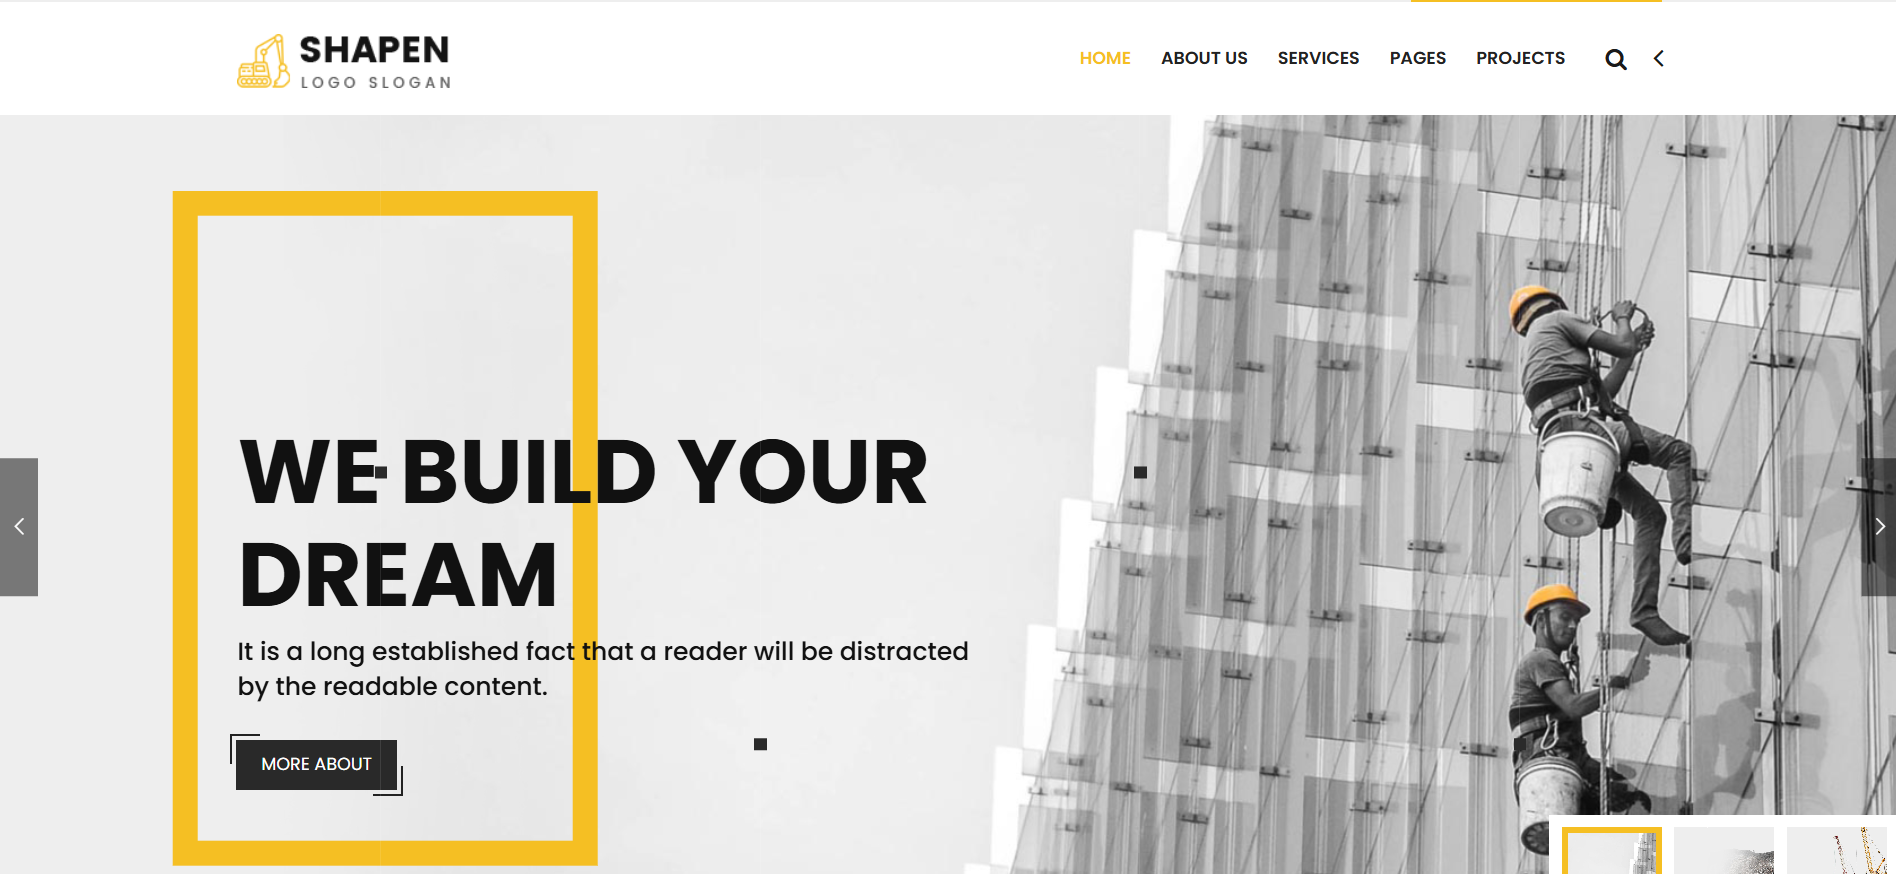 SHAPEN
LOGO SLOGAN
HOME ABOUT US SERVICES PAGES PROJECTS
WE BUILD YOUR
DREAM
It is a long established fact that a reader will be distracted
by the readable content.
MORE ABOUT